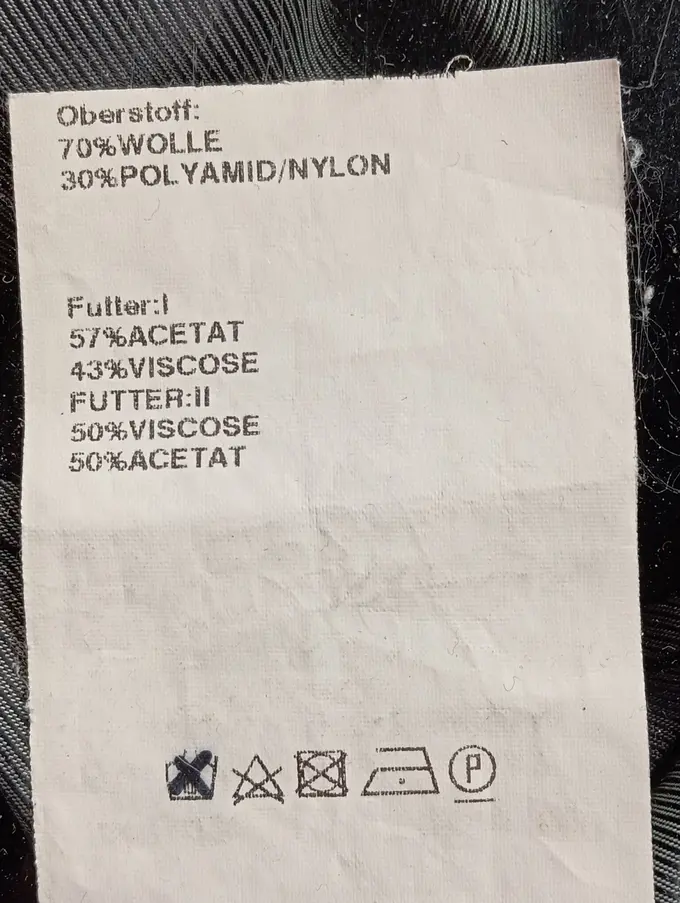 Oberstoff:
70%WOLLE
30%POLYAMID/NYLON
Futter:I
57%ACETAT
43%VISCOSE
FUTTER:II
50%VISCOSE
50%ACETAT
P